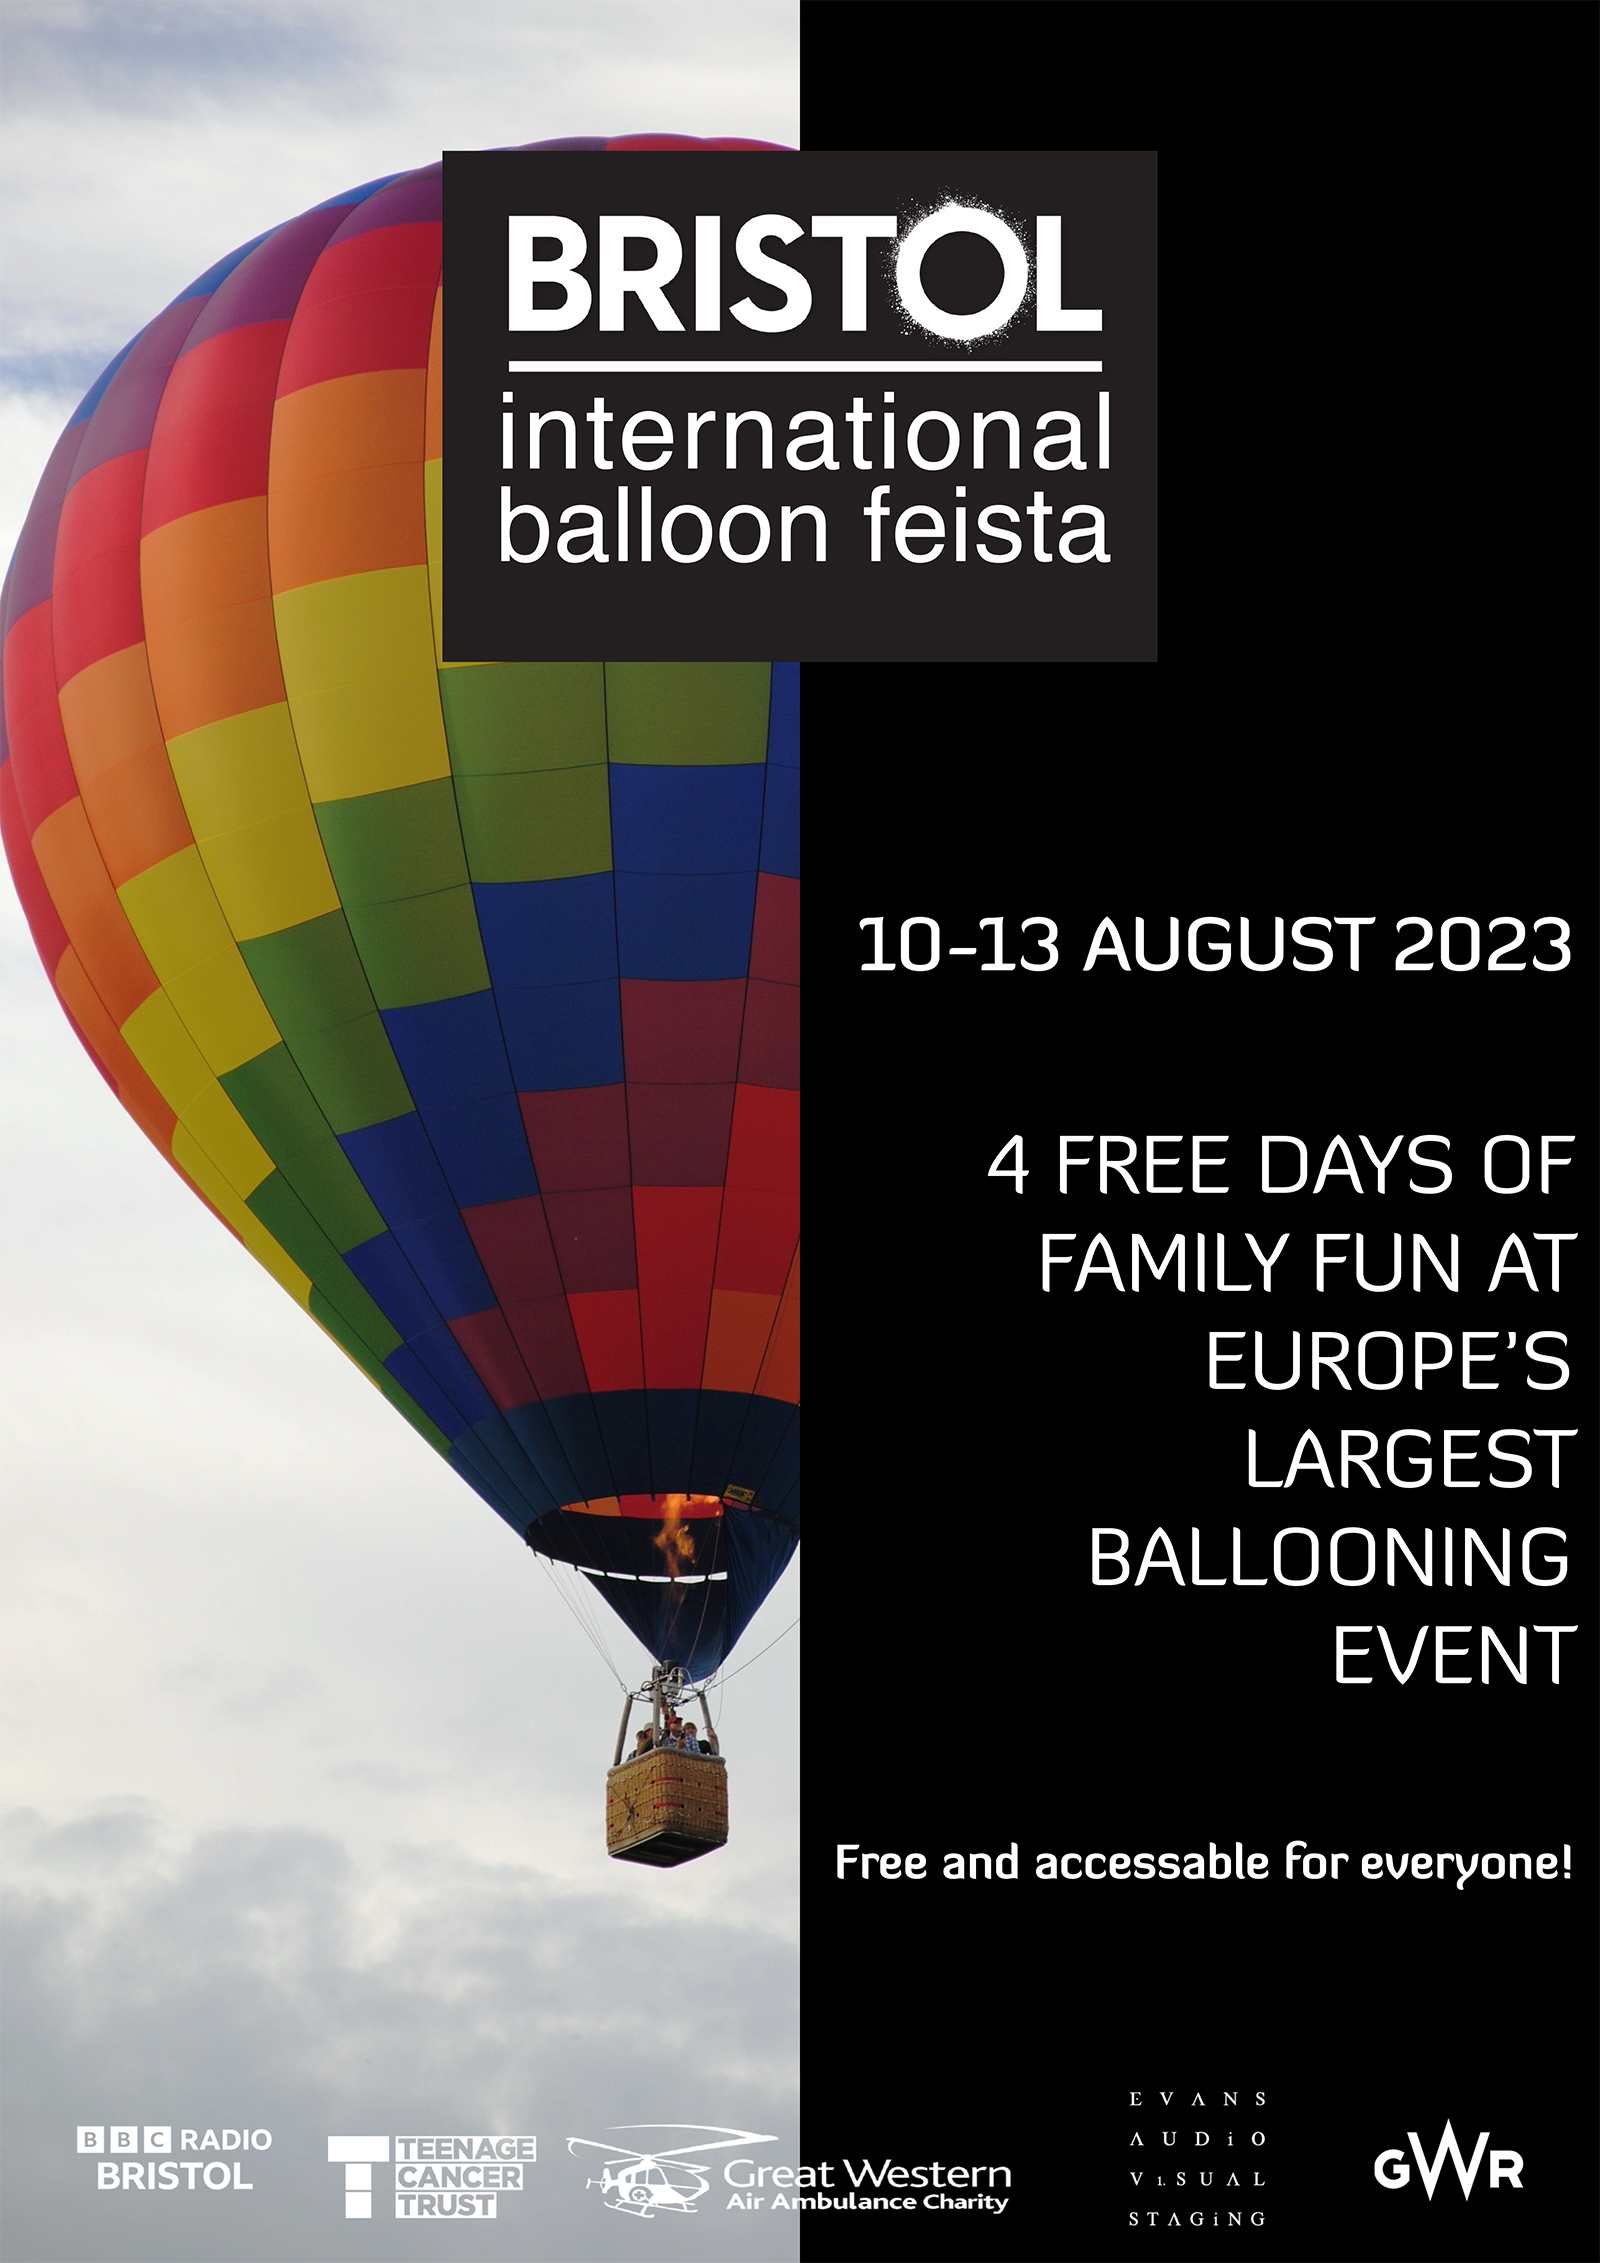 BRISTOL
international
balloon feista
10-13 AUGUST 2023
4 FREE DAYS OF
FAMILY FUN AT
EUROPE'S
LARGEST
BALLOONING
EVENT
Free and accessable for everyone!
BBC RADIO
BRISTOL
TEENAGE
CANCER
TRUST
Great Western
Air Ambulance Charity
EVANS
AUDiO
Vi.SUAL
STAGiNG
GWR